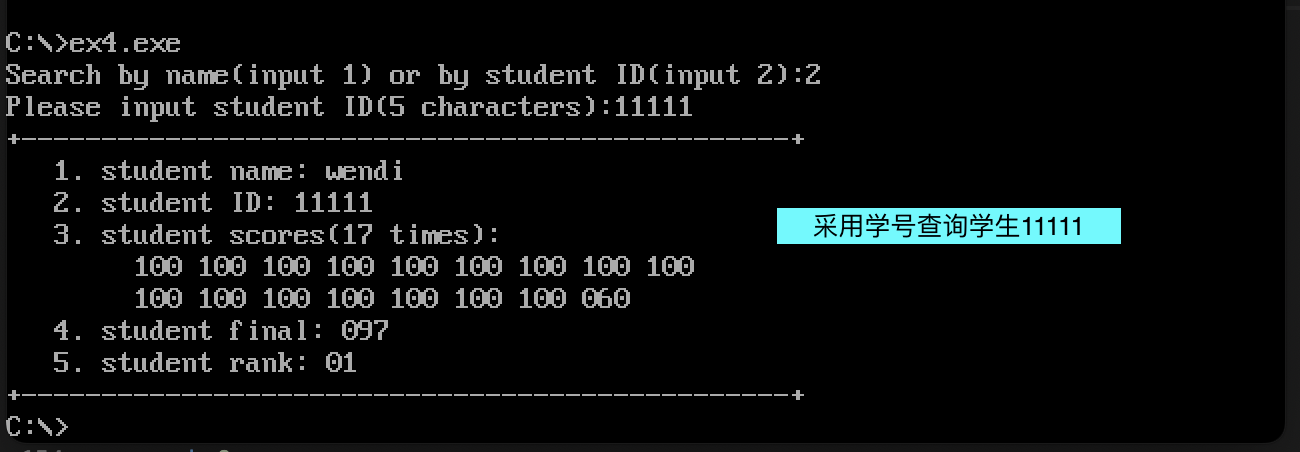 C:\>ex4.exe
Search by name(input 1) or by student ID(input 2):2
Please input student ID(5 characters):11111
+------------------------------------------------+
1. student name: wendi
2. student ID: 11111
采用学号查询学生11111
3. student scores(17 times):
100 100 100 100 100 100 100 100 100
100 100 100 100 100 100 100 060
4. student final: 097
5. student rank: 01
+------------------------------------------------+
C:\>